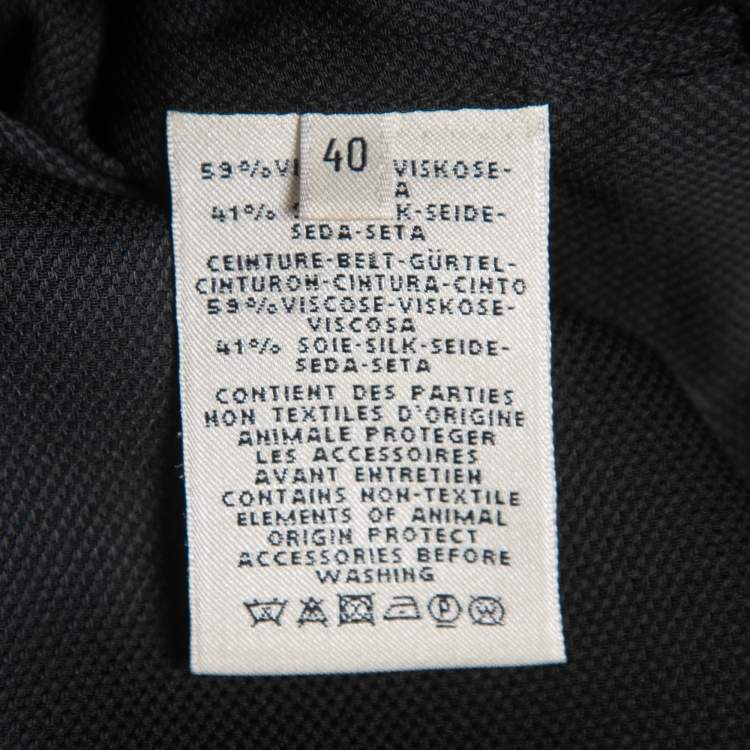 40
59% VISKOSE-
A
41% K-SEIDE-
SEDA-SETA
CEINTURE-BELT-GÜRTEL-
CINTURON-CINTURA-CINTO
59% VISCOSE-VISKOSE-
VISCOSA
41% SOIE-SILK-SEIDE-
SEDA-SETA
CONTIENT DES PARTIES
NON TEXTILES D'ORIGINE
ANIMALE PROTEGER
LES ACCESSOIRES
AVANT ENTRETIEN
CONTAINS NON-TEXTILE
ELEMENTS OF ANIMAL
ORIGIN PROTECT
ACCESSORIES BEFORE
WASHING
P W